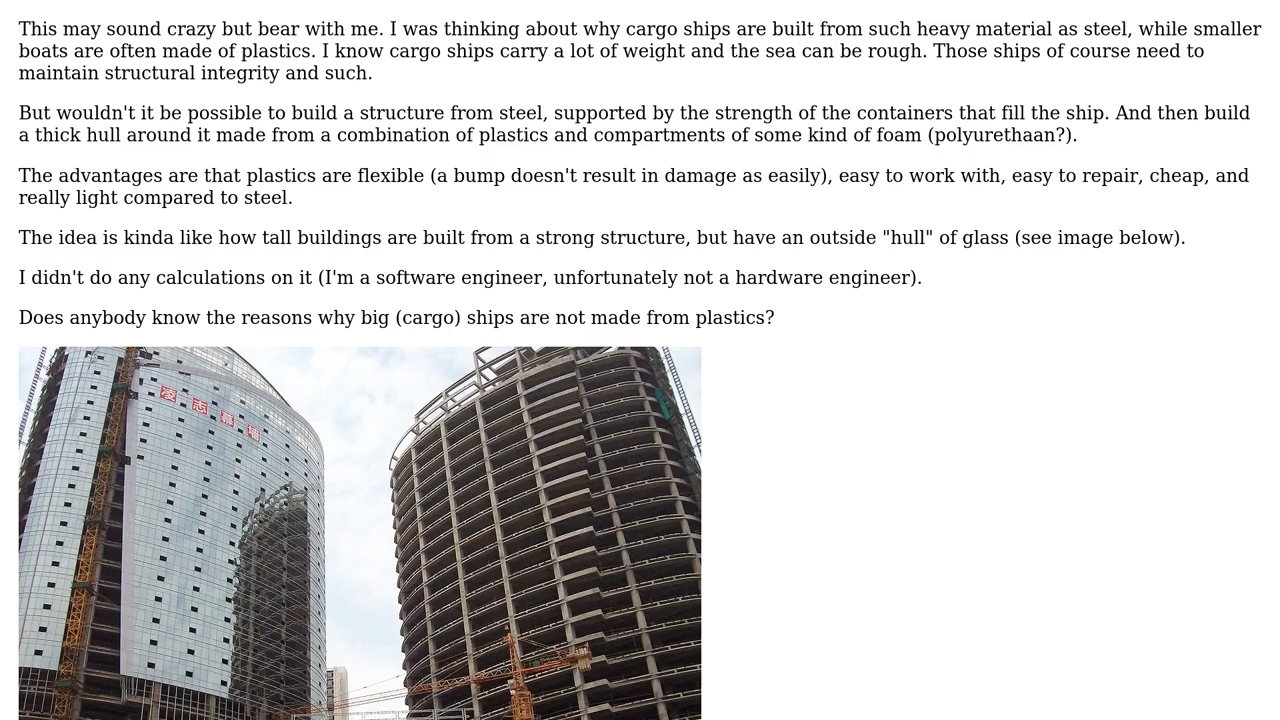 This may sound crazy but bear with me. I was thinking about why cargo ships are built from such heavy material as steel, while smaller
boats are often made of plastics. I know cargo ships carry a lot of weight and the sea can be rough. Those ships of course need to
maintain structural integrity and such.
But wouldn't it be possible to build a structure from steel, supported by the strength of the containers that fill the ship. And then build
a thick hull around it made from a combination of plastics and compartments of some kind of foam (polyurethaan?).
The advantages are that plastics are flexible (a bump doesn't result in damage as easily), easy to work with, easy to repair, cheap, and
really light compared to steel.
The idea is kinda like how tall buildings are built from a strong structure, but have an outside "hull" of glass (see image below).
I didn't do any calculations on it (I'm a software engineer, unfortunately not a hardware engineer).
Does anybody know the reasons why big (cargo) ships are not made from plastics?
凌志幕墙